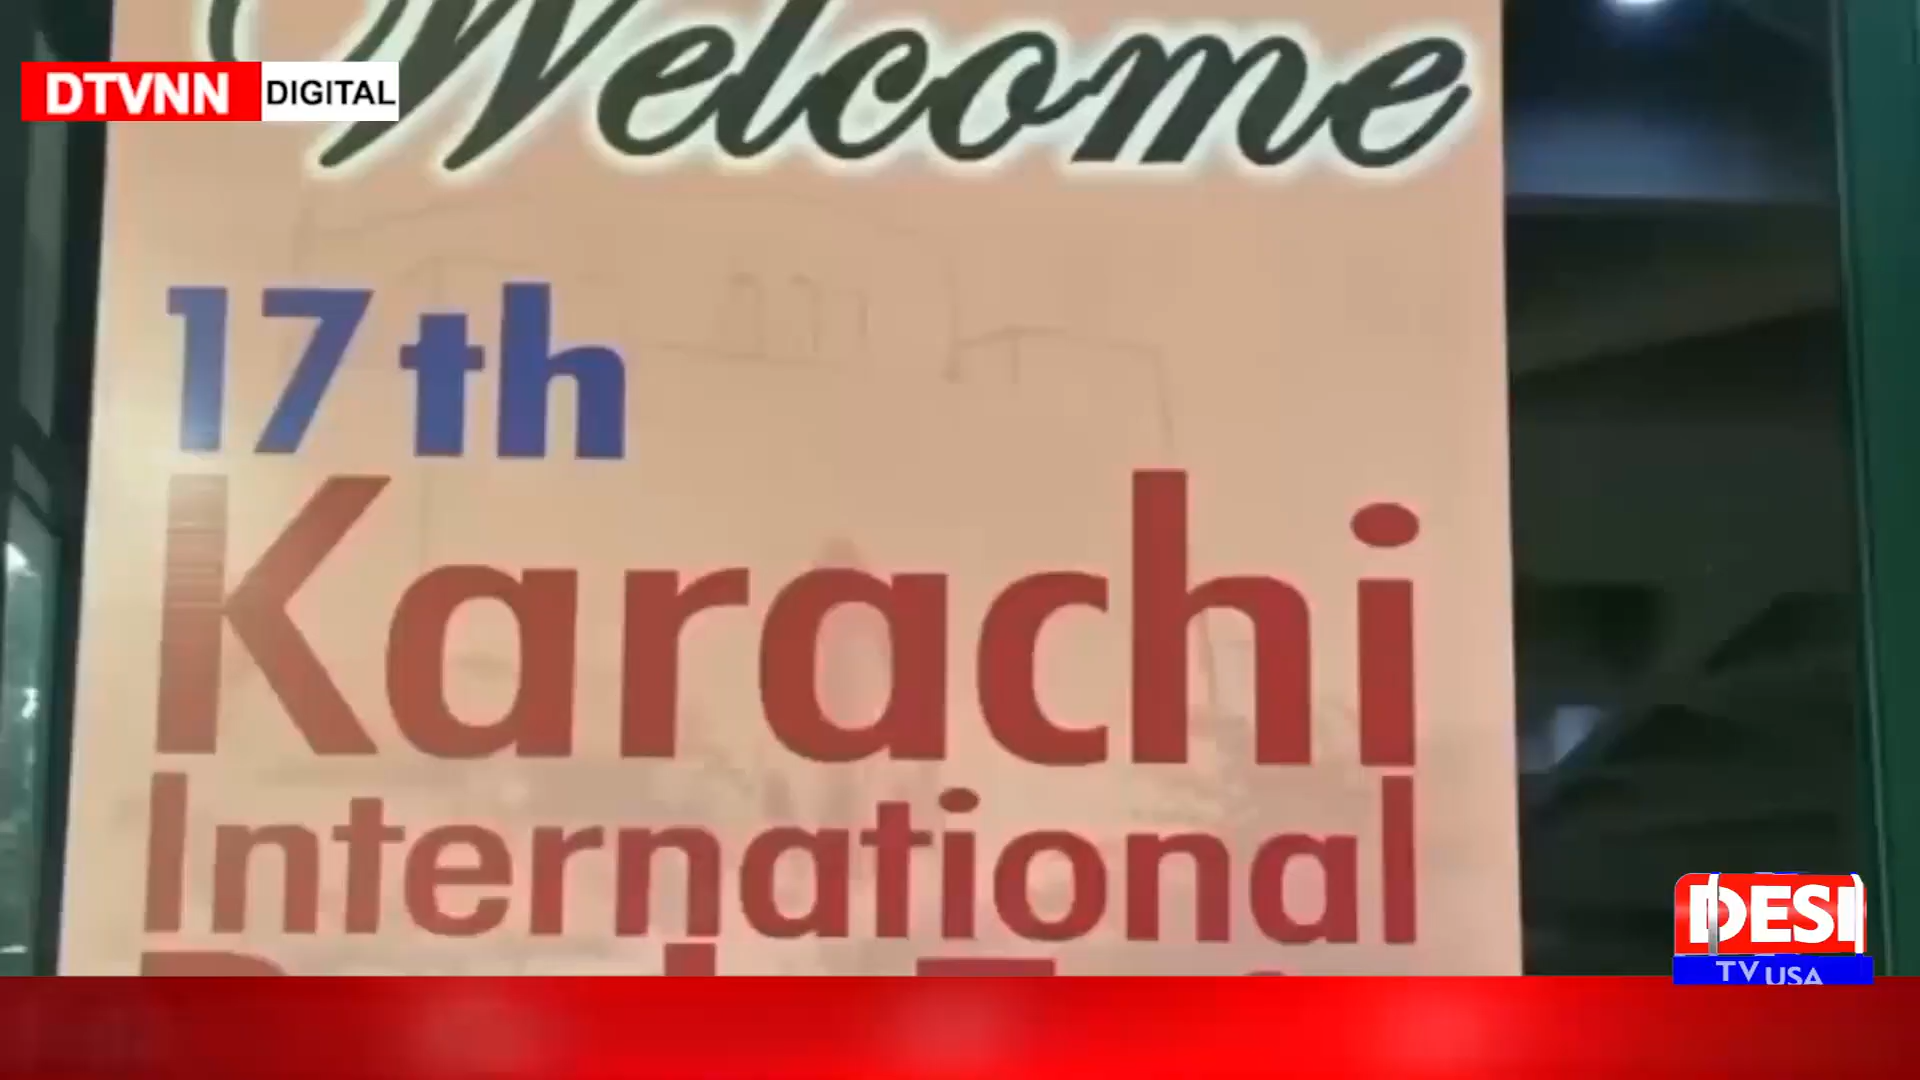 Welcome
DTVNN DIGITAL
17th
Karachi
International
DESI
TV USA